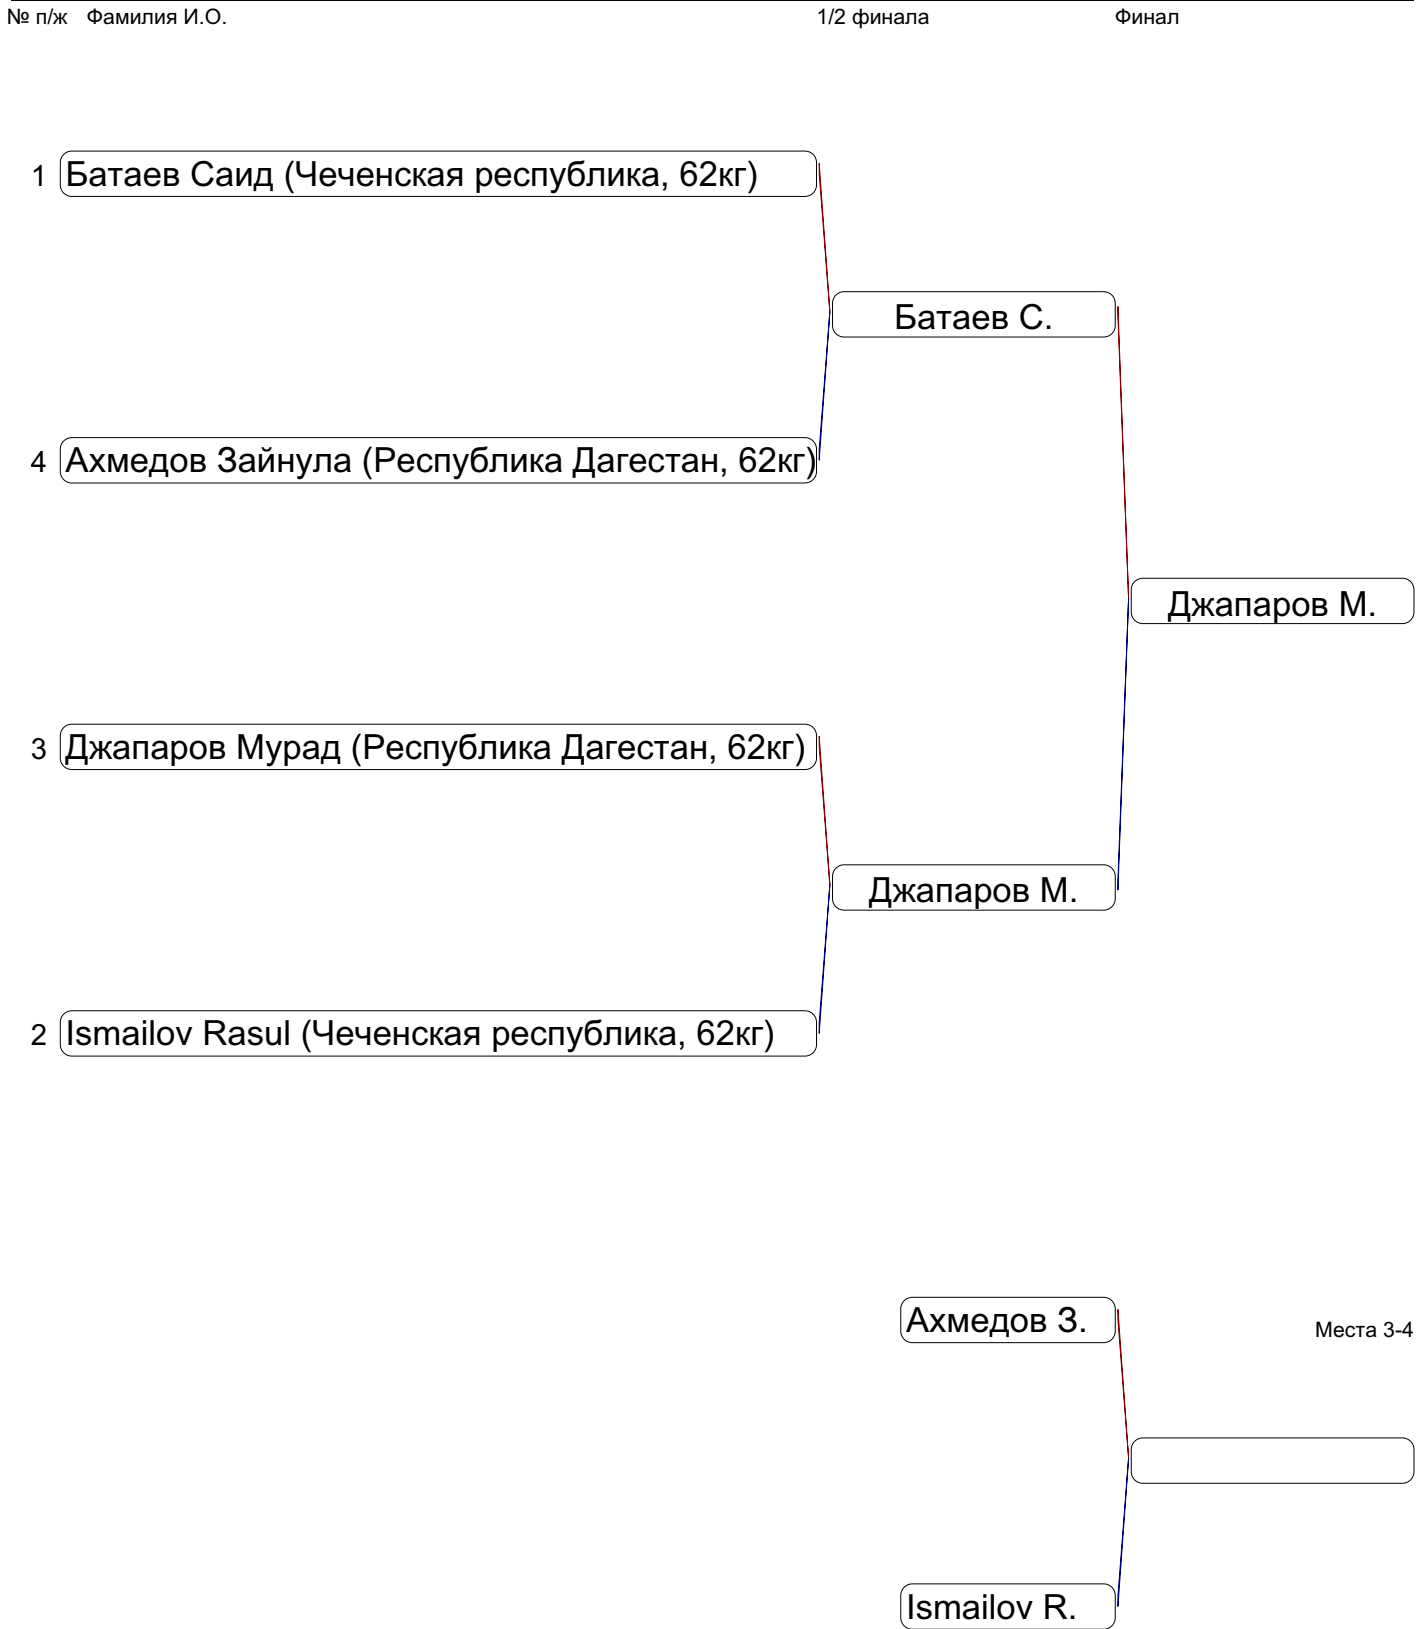 № п/ж Фамилия И.О. 1/2 финала Финал
1 Батаев Саид (Чеченская республика, 62кг)
Батаев С.
4 Ахмедов Зайнула (Республика Дагестан, 62кг)
Джапаров М.
3 Джапаров Мурад (Республика Дагестан, 62кг)
Джапаров М.
2 Ismailov Rasul (Чеченская республика, 62кг)
Ахмедов З.
Места 3-4
Ismailov R.